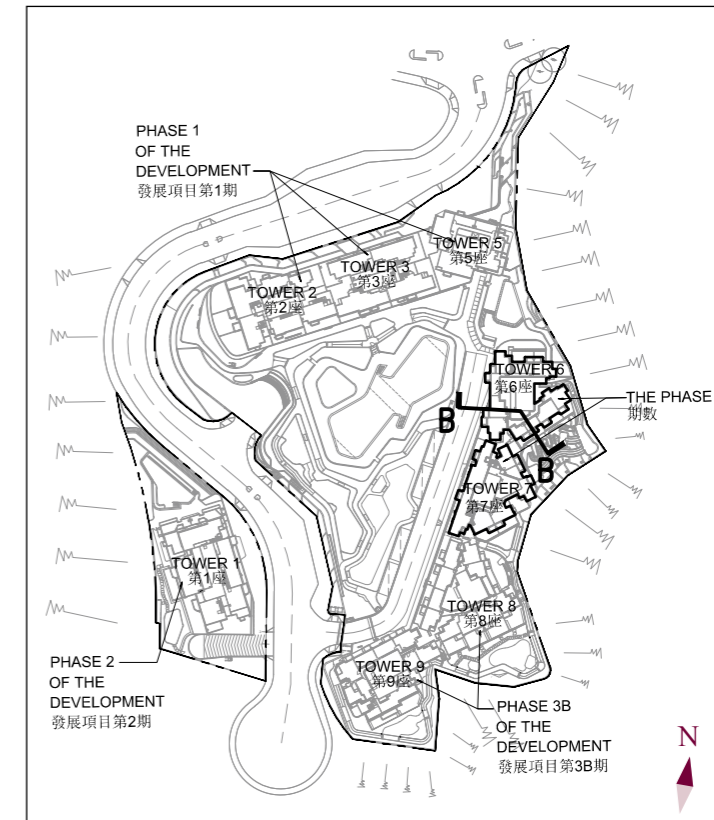 PHASE 1
OF THE
DEVELOPMENT
發展項目第1期
TOWER 5
第5座
TOWER 3
第3座
TOWER 2
第2座
TOWER 6
第6座
THE PHASE
期數
B
B
TOWER 7
第7座
TOWER 1
第1座
TOWER 8
第8座
PHASE 2
OF THE
DEVELOPMENT
發展項目第2期
TOWER 9
第9座
PHASE 3B
OF THE
DEVELOPMENT
發展項目第3B期
N